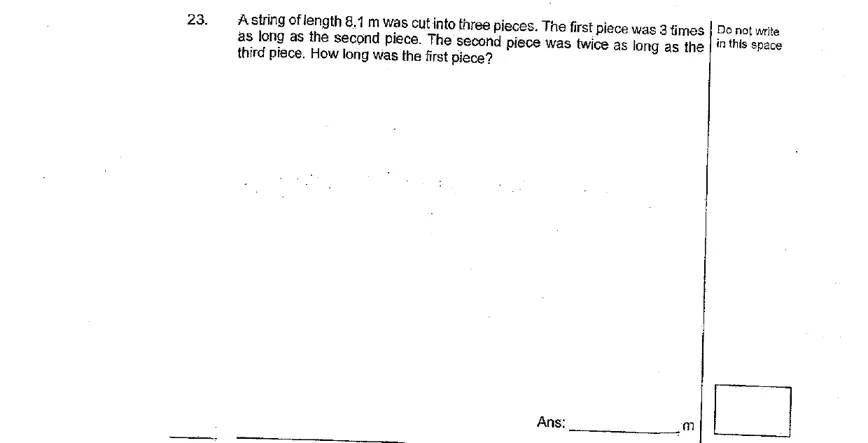 23. A string of length 8.1 m was cut into three pieces. The first piece was 3 times
as long as the second piece. The second piece was twice as long as the
third piece. How long was the first piece?
Do not write
in this space
Ans: ____________ m